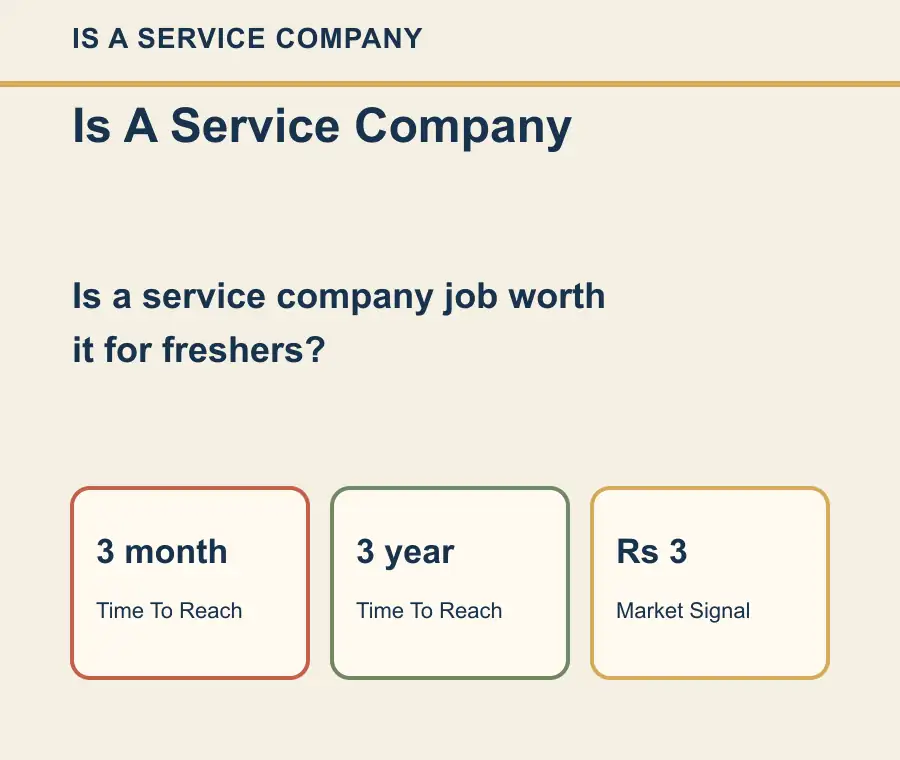 IS A SERVICE COMPANY
Is A Service Company
Is a service company job worth
it for freshers?
3 month
Time To Reach
3 year
Time To Reach
Rs 3
Market Signal